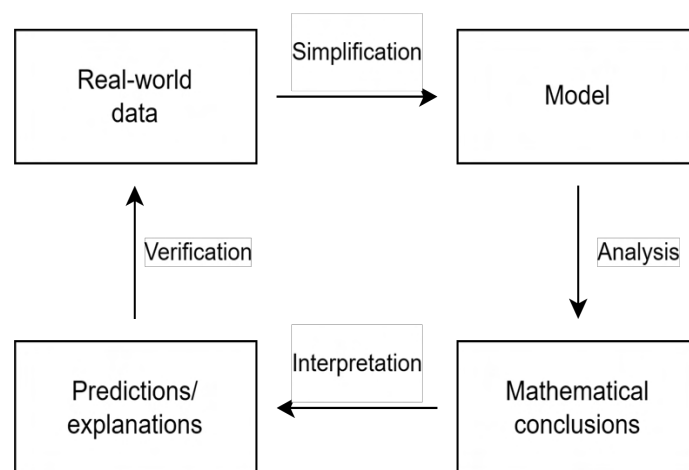 Simplification
Real-world
data
Model
Verification
Analysis
Interpretation
Predictions/
explanations
Mathematical
conclusions